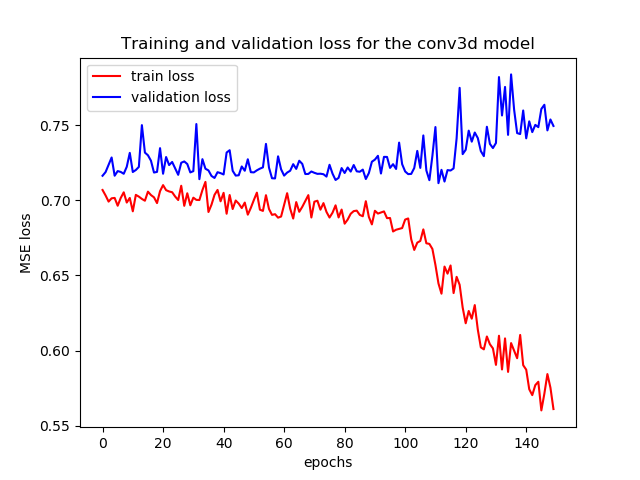 Training and validation loss for the conv3d model
train loss
validation loss
MSE loss
0.75
0.70
0.65
0.60
0.55
0 20 40 60 80 100 120 140
epochs